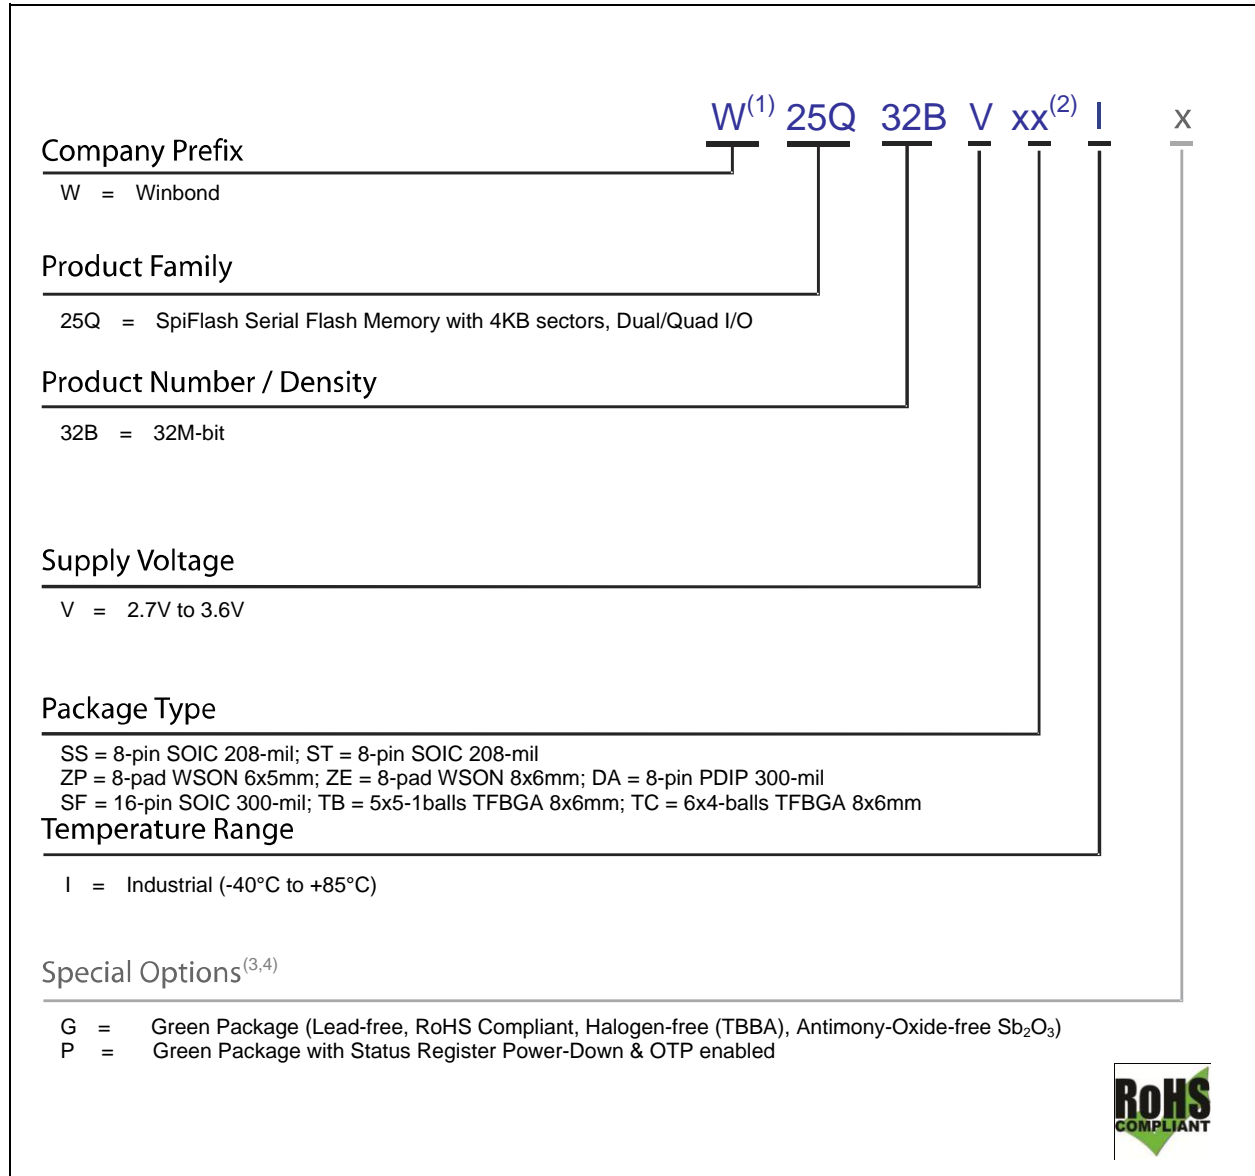 W(1) 25Q 32B V xx(2) I x
Company Prefix
W = Winbond
Product Family
25Q = SpiFlash Serial Flash Memory with 4KB sectors, Dual/Quad I/O
Product Number / Density
32B = 32M-bit
Supply Voltage
V = 2.7V to 3.6V
Package Type
SS = 8-pin SOIC 208-mil; ST = 8-pin SOIC 208-mil
ZP = 8-pad WSON 6x5mm; ZE = 8-pad WSON 8x6mm; DA = 8-pin PDIP 300-mil
SF = 16-pin SOIC 300-mil; TB = 5x5-1balls TFBGA 8x6mm; TC = 6x4-balls TFBGA 8x6mm
Temperature Range
I = Industrial (-40°C to +85°C)
Special Options(3,4)
G = Green Package (Lead-free, RoHS Compliant, Halogen-free (TBBA), Antimony-Oxide-free Sb2O3)
P = Green Package with Status Register Power-Down & OTP enabled
RoHS
COMPLIANT